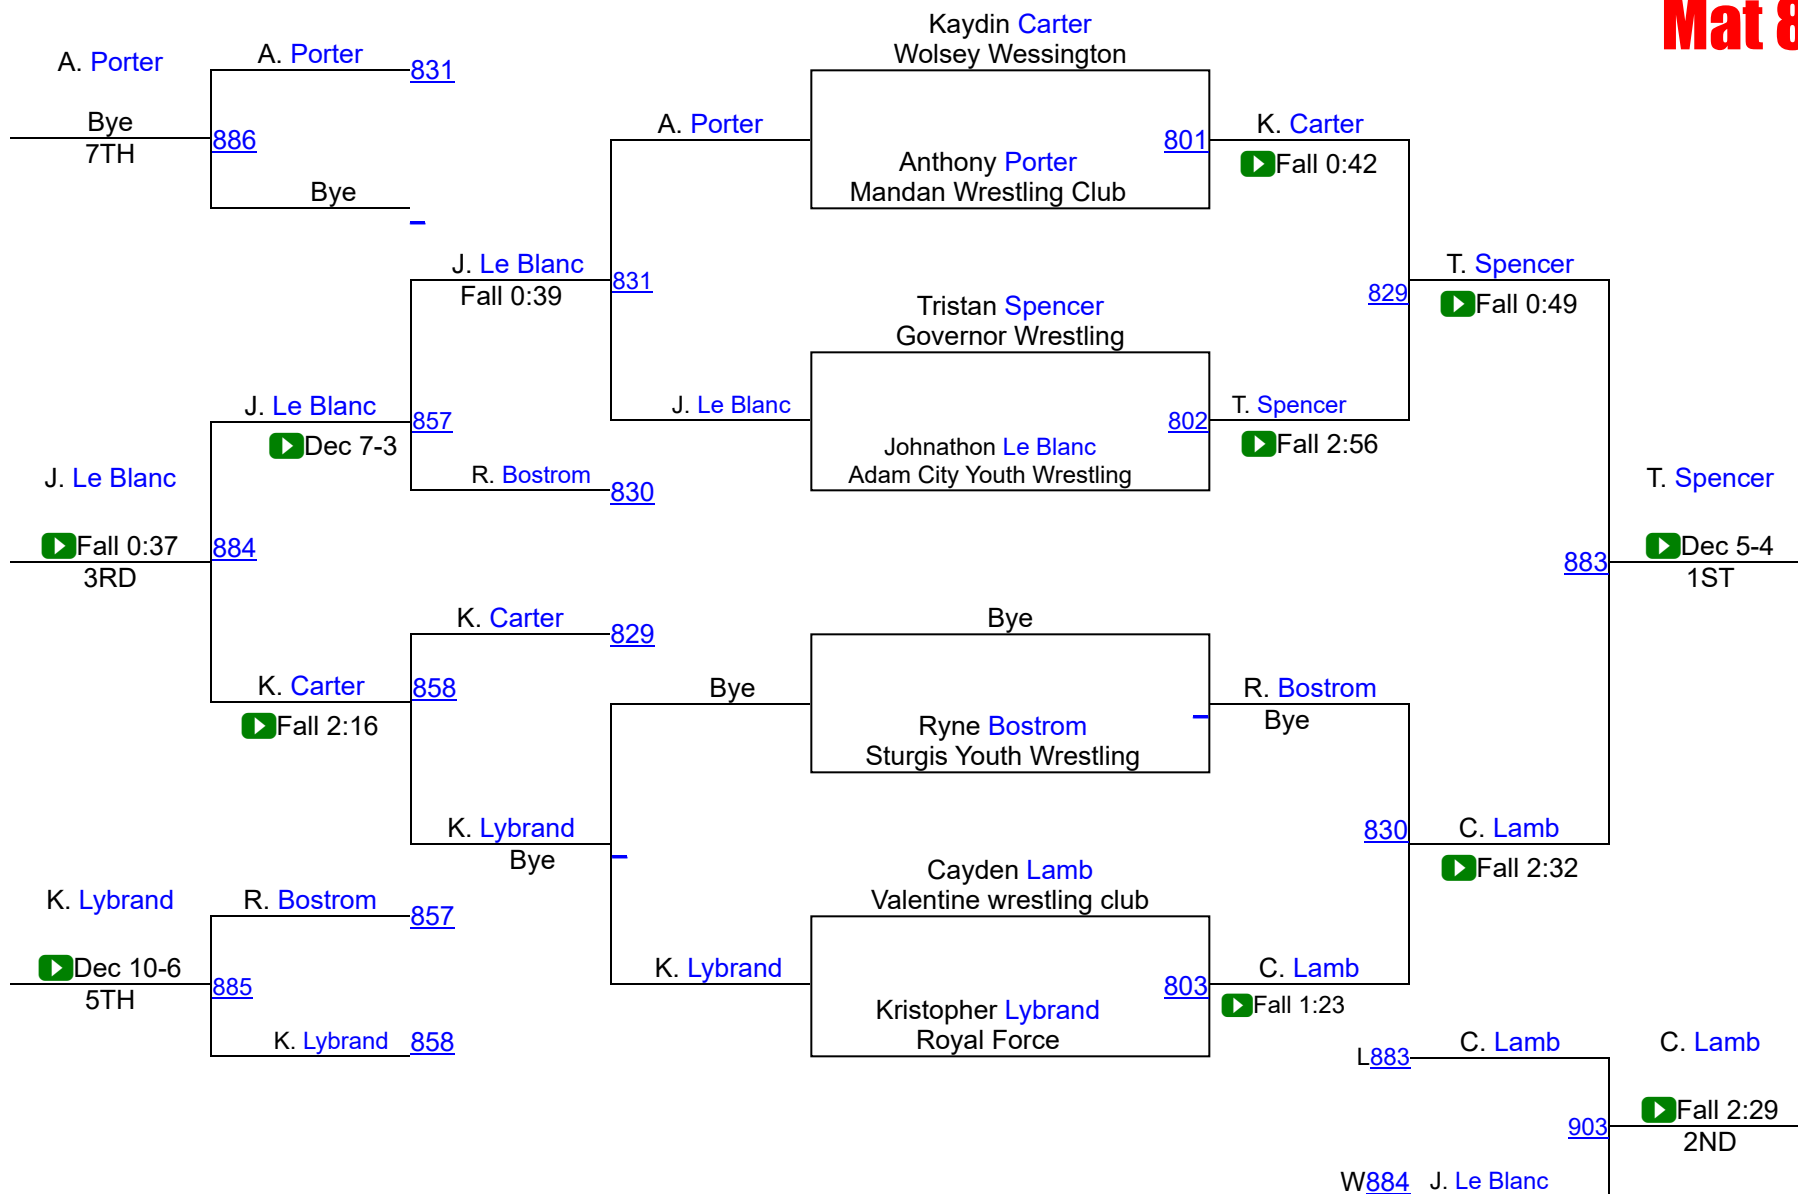 Mat 8
Kaydin Carter
Wolsey Wessington
A. Porter
A. Porter
831
Bye
7TH
886
Bye
A. Porter
Anthony Porter
Mandan Wrestling Club
801
K. Carter
Fall 0:42
J. Le Blanc
Fall 0:39
831
Tristan Spencer
Governor Wrestling
829
T. Spencer
Fall 0:49
J. Le Blanc
Dec 7-3
857
J. Le Blanc
Johnathon Le Blanc
Adam City Youth Wrestling
802
T. Spencer
Fall 2:56
R. Bostrom
830
J. Le Blanc
Fall 0:37
3RD
884
T. Spencer
883
Dec 5-4
1ST
K. Carter
829
Bye
K. Carter
Fall 2:16
858
Bye
Ryne Bostrom
Sturgis Youth Wrestling
R. Bostrom
Bye
K. Lybrand
Bye
830
C. Lamb
Fall 2:32
Cayden Lamb
Valentine wrestling club
K. Lybrand
R. Bostrom
857
Dec 10-6
5TH
885
K. Lybrand
858
K. Lybrand
Kristopher Lybrand
Royal Force
803
C. Lamb
Fall 1:23
L883
C. Lamb
C. Lamb
903
Fall 2:29
2ND
W884
J. Le Blanc